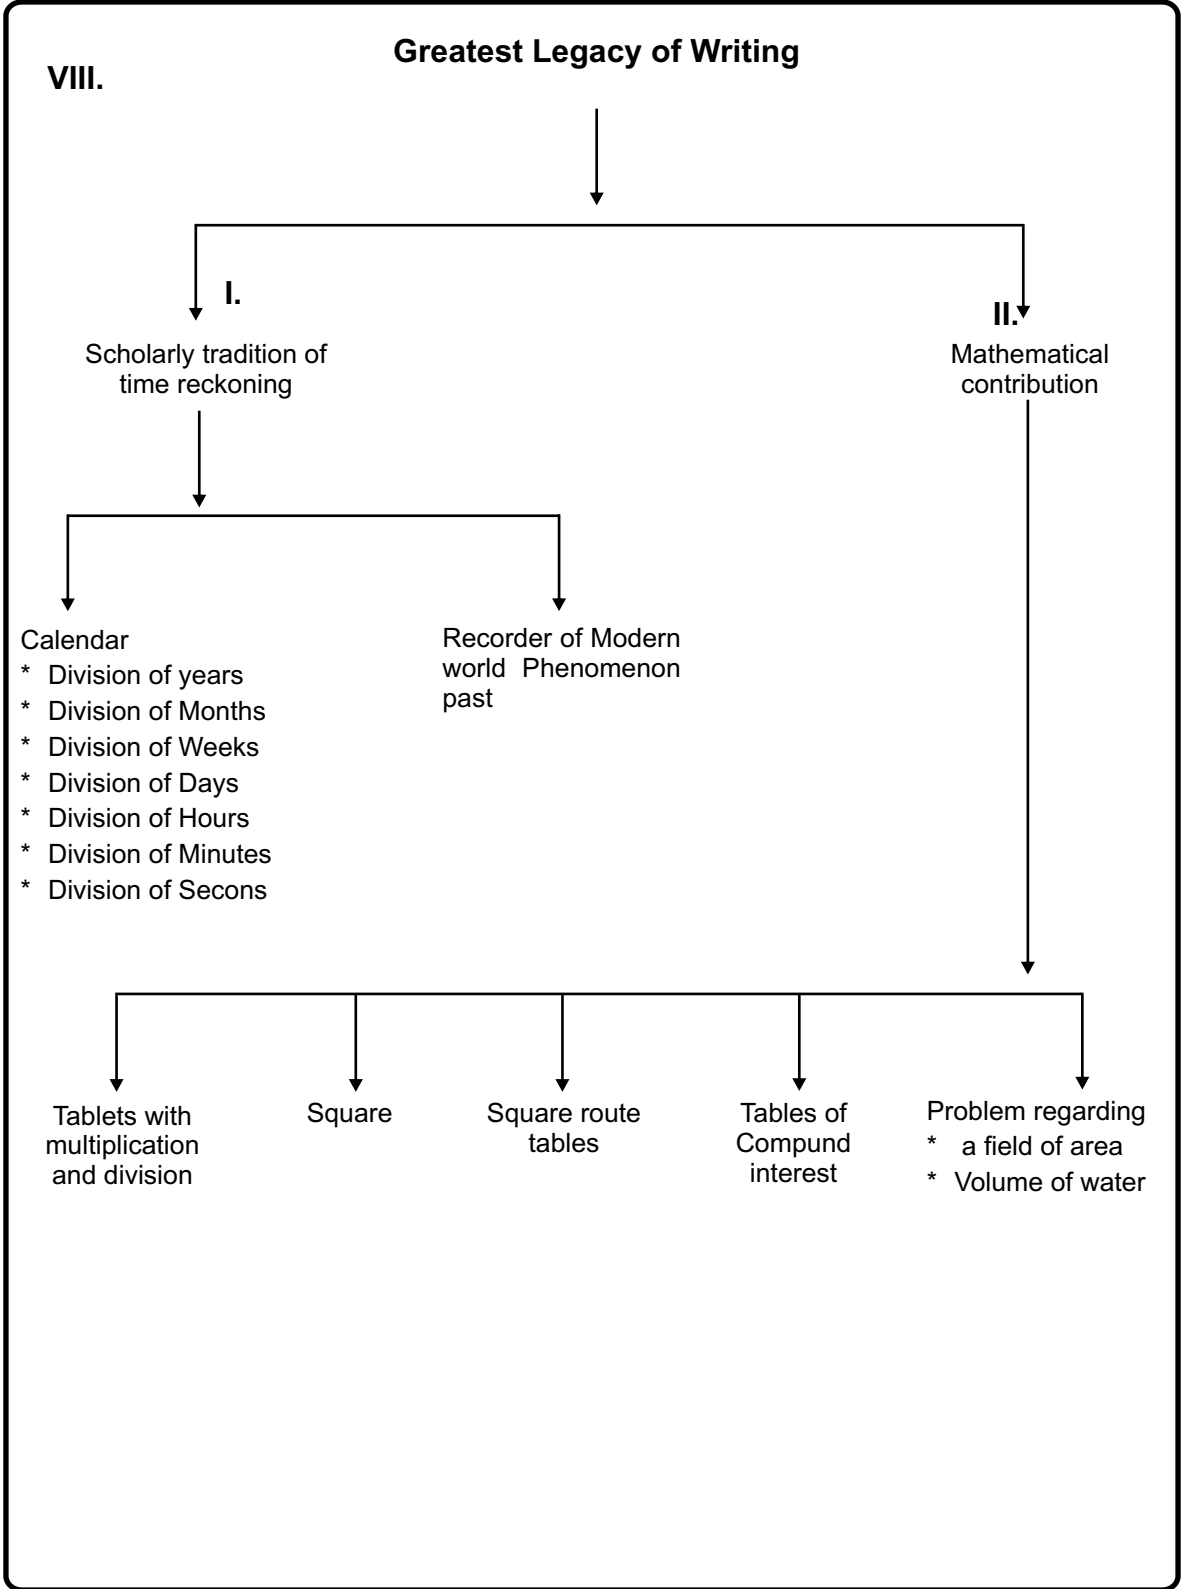 Greatest Legacy of Writing
VIII.
I.
Scholarly tradition of
time reckoning
II.
Mathematical
contribution
Calendar
* Division of years
* Division of Months
* Division of Weeks
* Division of Days
* Division of Hours
* Division of Minutes
* Division of Secons
Recorder of Modern
world Phenomenon
past
Tablets with
multiplication
and division
Square
Square route
tables
Tables of
Compund
interest
Problem regarding
* a field of area
* Volume of water